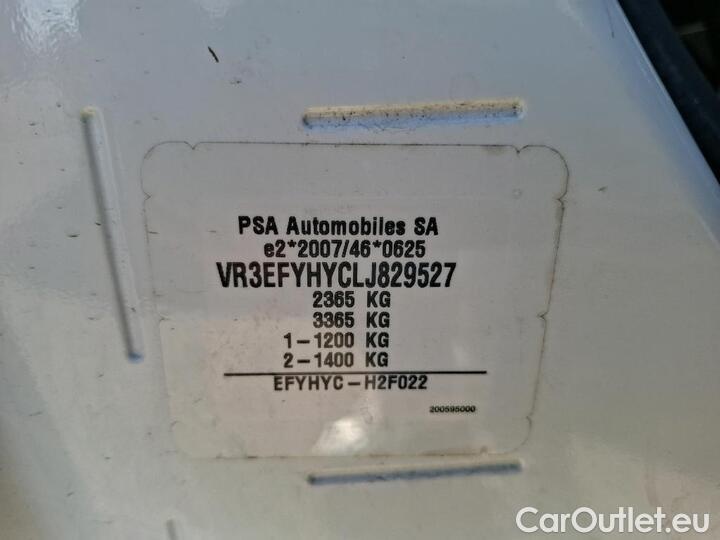 PSA Automobiles SA
e2*2007/46*0625
VR3EFYHYCLJ829527
2365 KG
3365 KG
1-1200 KG
2-1400 KG
EFYHYC-H2F022
200595000
CarOutlet.eu